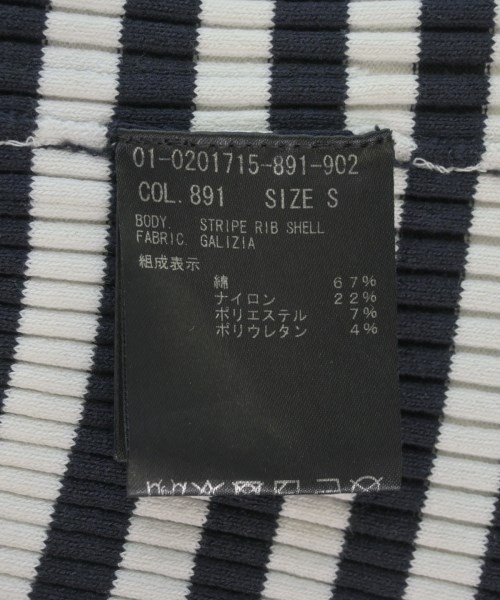 01-0201715-891-902
COL.891 SIZE S
BODY. STRIPE RIB SHELL
FABRIC. GALIZIA
組成表示
綿 67%
ナイロン 22%
ポリエステル 7%
ポリウレタン 4%